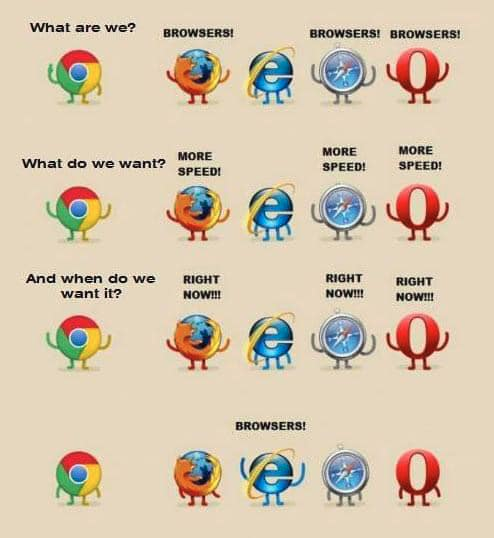 What are we?
BROWSERS!
BROWSERS!
BROWSERS!
What do we want?
MORE
SPEED!
MORE
SPEED!
MORE
SPEED!
And when do we
want it?
RIGHT
NOW!!!
RIGHT
NOW!!!
RIGHT
NOW!!!
BROWSERS!